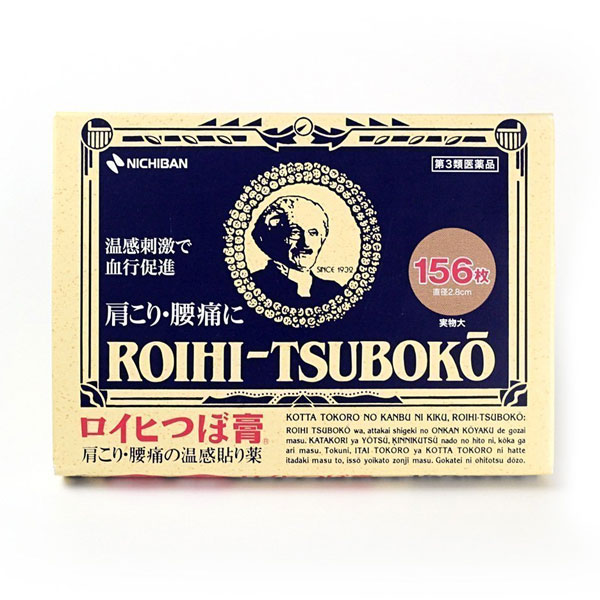 NICHIBAN
第3類医薬品
温感刺激で
血行促進
SINCE 1939
156枚
直径2.8cm
実物大
肩こり・腰痛に
ROIHI-TSUBOKŌ
ロイヒつぼ膏®
肩こり・腰痛の温感貼り薬
KOTTA TOKORO NO KANBU NI KIKU, ROIHI-TSUBOKŌ:
ROIHI TSUBOKŌ wa, attakai shigeki no ONKAN KŌYAKU de gozai
masu. KATAKORI ya YŌTSŪ, KINNIKUTSŪ nado no hito ni, kōka ga
ari masu. Tokuni, ITAI TOKORO ya KOTTA TOKORO ni hatte
itadaki masu to, issō yoikato zonji masu. Gokatei ni ohitotsu dōzo.